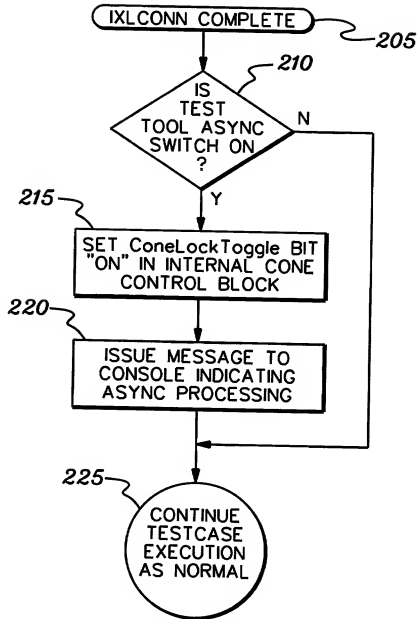 IXLCONN COMPLETE
205
210
IS
TEST
TOOL ASYNC
SWITCH ON
?
N
Y
215
SET ConeLockToggle BIT
"ON" IN INTERNAL CONE
CONTROL BLOCK
220
ISSUE MESSAGE TO
CONSOLE INDICATING
ASYNC PROCESSING
225
CONTINUE
TESTCASE
EXECUTION
AS NORMAL